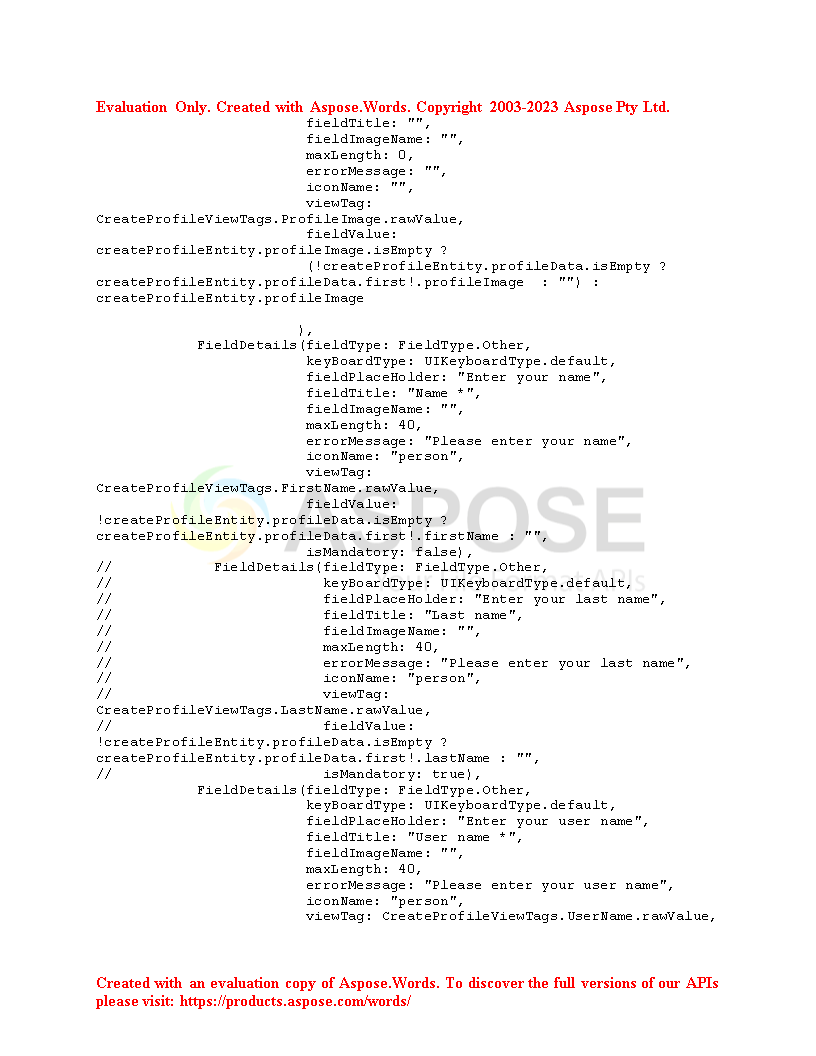 Evaluation Only. Created with Aspose.Words. Copyright 2003-2023 Aspose Pty Ltd.
fieldTitle: "",
fieldImageName: "",
maxLength: 0,
errorMessage: "",
iconName: "",
viewTag:
CreateProfileViewTags.ProfileImage.rawValue,
fieldValue:
createProfileEntity.profileImage.isEmpty ?
(!createProfileEntity.profileData.isEmpty ?
createProfileEntity.profileData.first!.profileImage : "") :
createProfileEntity.profileImage
),
FieldDetails(fieldType: FieldType.Other,
keyBoardType: UIKeyboardType.default,
fieldPlaceHolder: "Enter your name",
fieldTitle: "Name *",
fieldImageName: "",
maxLength: 40,
errorMessage: "Please enter your name",
iconName: "person",
viewTag:
CreateProfileViewTags.FirstName.rawValue,
fieldValue:
!createProfileEntity.profileData.isEmpty ?
createProfileEntity.profileData.first!.firstName : "",
isMandatory: false),
// FieldDetails(fieldType: FieldType.Other,
// keyBoardType: UIKeyboardType.default,
// fieldPlaceHolder: "Enter your last name",
// fieldTitle: "Last name",
// fieldImageName: "",
// maxLength: 40,
// errorMessage: "Please enter your last name",
// iconName: "person",
// viewTag:
CreateProfileViewTags.LastName.rawValue,
// fieldValue:
!createProfileEntity.profileData.isEmpty ?
createProfileEntity.profileData.first!.lastName : "",
// isMandatory: true),
FieldDetails(fieldType: FieldType.Other,
keyBoardType: UIKeyboardType.default,
fieldPlaceHolder: "Enter your user name",
fieldTitle: "User name *",
fieldImageName: "",
maxLength: 40,
errorMessage: "Please enter your user name",
iconName: "person",
viewTag: CreateProfileViewTags.UserName.rawValue,
ASPOSE
APIs
Created with an evaluation copy of Aspose.Words. To discover the full versions of our APIs
please visit: https://products.aspose.com/words/